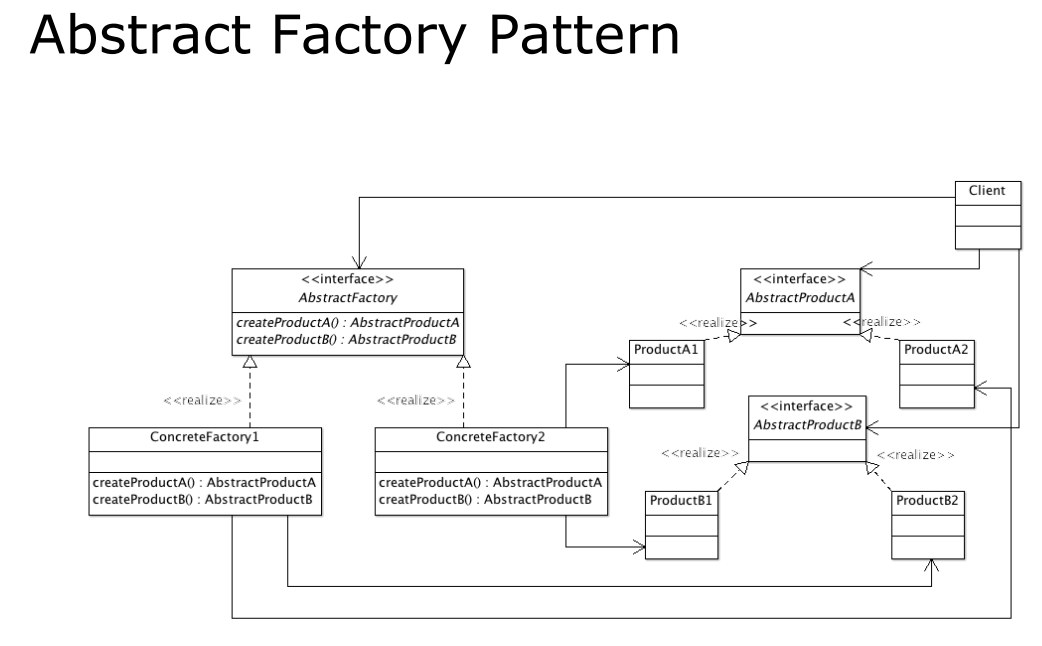 Abstract Factory Pattern
Client
<<interface>>
AbstractFactory
createProductA() : AbstractProductA
createProductB() : AbstractProductB
<<interface>>
AbstractProductA
<<realize>>
<<realize>>
ProductA1
ProductA2
<<realize>>
<<realize>>
<<interface>>
AbstractProductB
ConcreteFactory1
createProductA() : AbstractProductA
createProductB() : AbstractProductB
ConcreteFactory2
createProductA() : AbstractProductA
creatProductB() : AbstractProductB
<<realize>>
<<realize>>
ProductB1
ProductB2